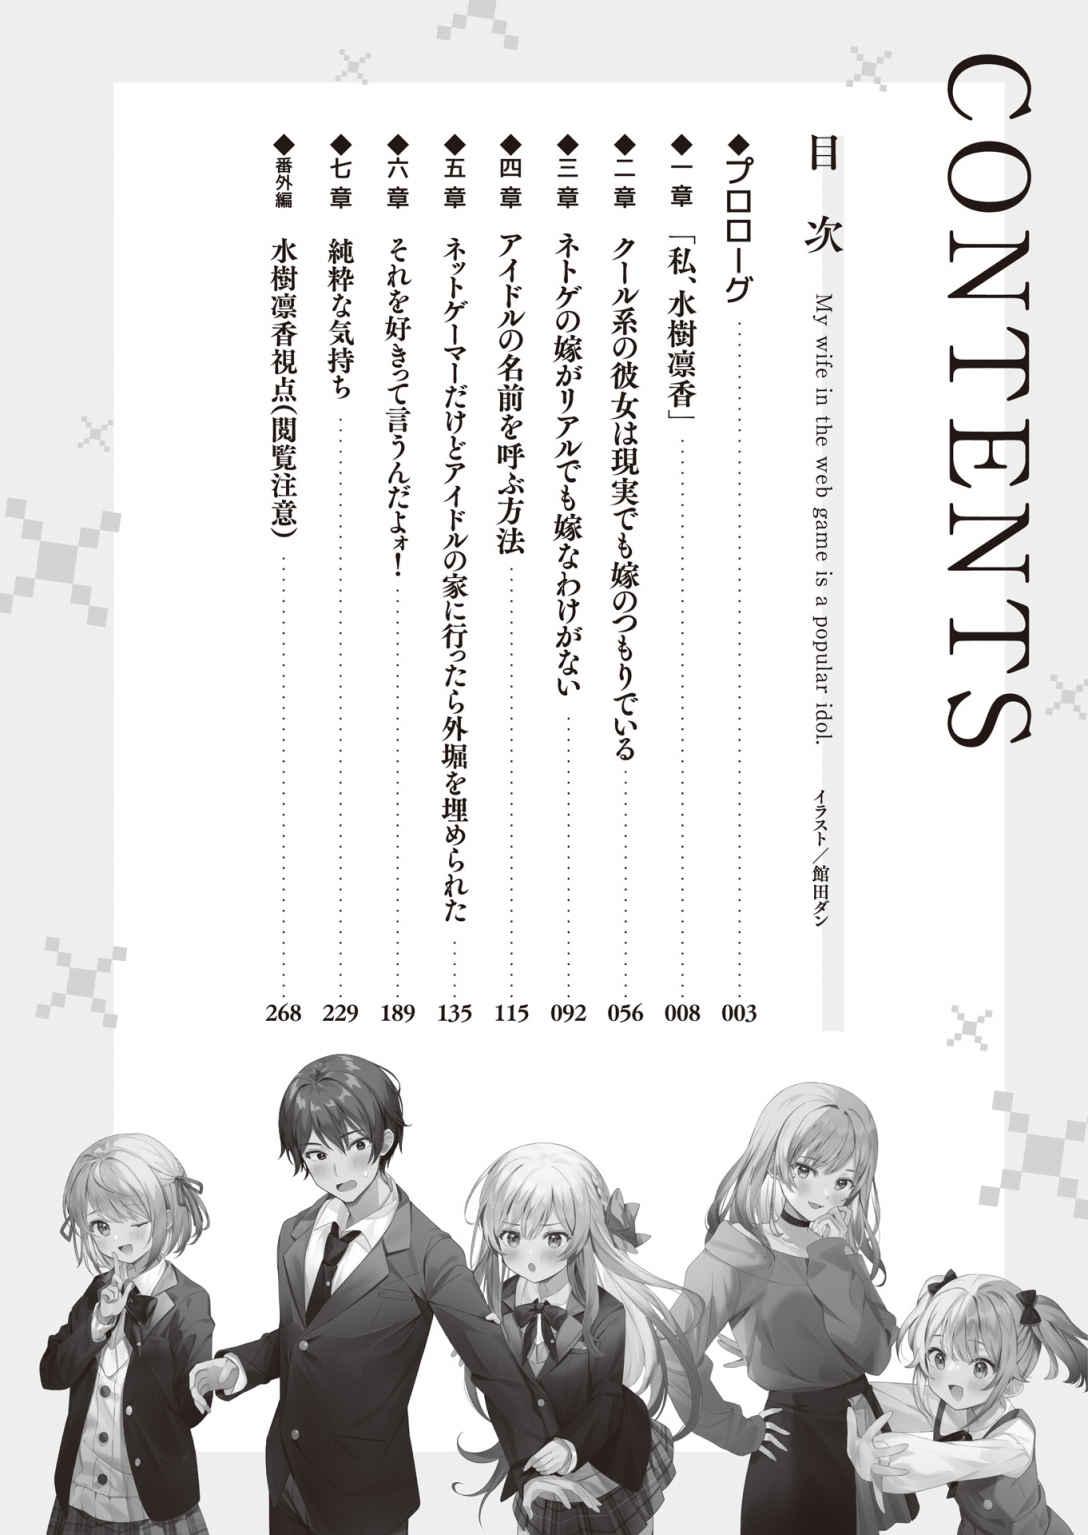 CONTENTS
目次
My wife in the web game is a popular idol.
イラスト/館田ダン
◆プロローグ 003
◆一章 「私、水樹凛香」 008
◆二章 クール系の彼女は現実でも嫁のつもりでいる 056
◆三章 ネトゲの嫁がリアルでも嫁なわけがない 092
◆四章 アイドルの名前を呼ぶ方法 115
◆五章 ネットゲーマーだけどアイドルの家に行ったら外堀を埋められた 135
◆六章 それを好きって言うんだよォ! 189
◆七章 純粋な気持ち 229
◆番外編 水樹凛香視点(閲覧注意) 268